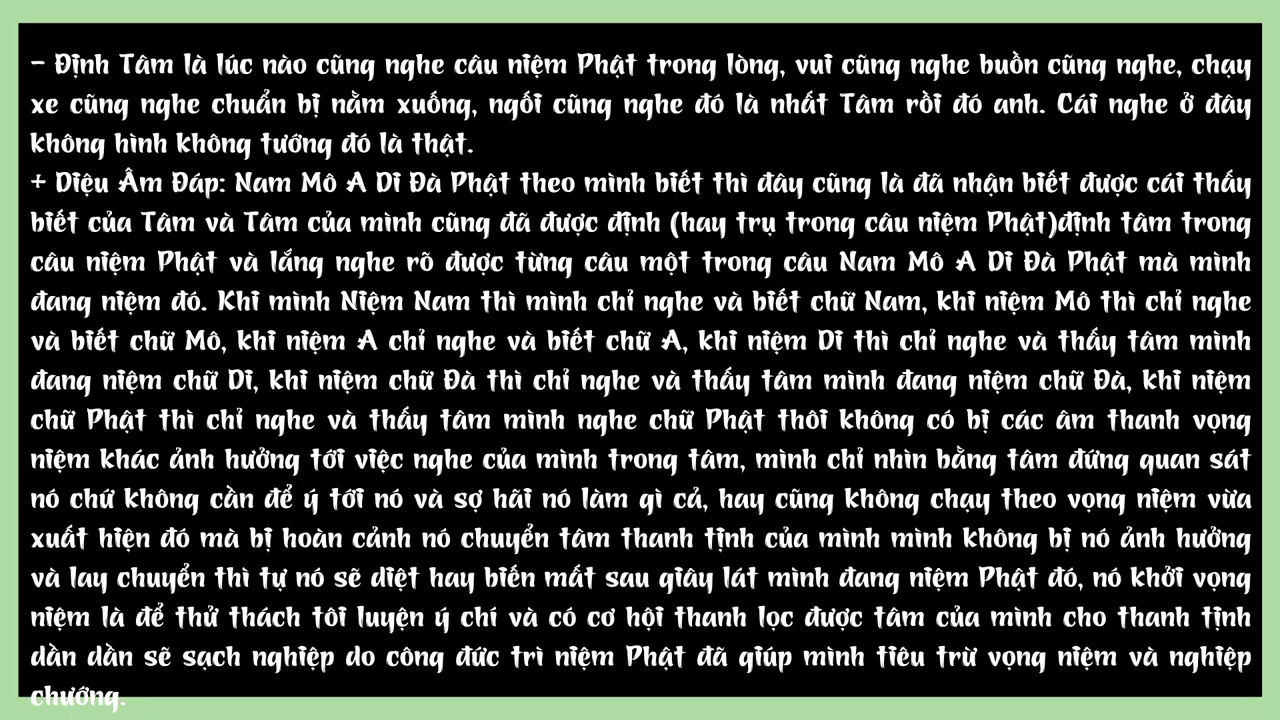 - Định Tâm là lúc nào cũng nghe câu niệm Phật trong lòng, vui cũng nghe buồn cũng nghe, chạy
xe cũng nghe chuẩn bị nằm xuống, ngồi cũng nghe đó là nhất Tâm rồi đó anh. Cái nghe ở đây
không hình không tướng đó là thật.
+ Diệu Âm Đáp: Nam Mô A Di Đà Phật theo mình biết thì đây cũng là đã nhận biết được cái thấy
biết của Tâm và Tâm của mình cũng đã được định (hay trụ trong câu niệm Phật)định tâm trong
câu niệm Phật và lắng nghe rõ được từng câu một trong câu Nam Mô A Di Đà Phật mà mình
đang niệm đó. Khi mình Niệm Nam thì mình chỉ nghe và biết chữ Nam, khi niệm Mô thì chỉ nghe
và biết chữ Mô, khi niệm A chỉ nghe và biết chữ A, khi niệm Di thì chỉ nghe và thấy tâm mình
đang niệm chữ Di, khi niệm chữ Đà thì chỉ nghe và thấy tâm mình đang niệm chữ Đà, khi niệm
chữ Phật thì chỉ nghe và thấy tâm mình nghe chữ Phật thôi không có bị các âm thanh vọng
niệm khác ảnh hưởng tới việc nghe của mình trong tâm, mình chỉ nhìn bằng tâm đứng quan sát
nó chứ không cần để ý tới nó và sợ hãi nó làm gì cả, hay cũng không chạy theo vọng niệm vừa
xuất hiện đó mà bị hoàn cảnh nó chuyển tâm thanh tịnh của mình mình không bị nó ảnh hưởng
và lay chuyển thì tự nó sẽ diệt hay biến mất sau giây lát mình đang niệm Phật đó, nó khởi vọng
niệm là để thử thách tôi luyện ý chí và có cơ hội thanh lọc được tâm của mình cho thanh tịnh
dần dần sẽ sạch nghiệp do công đức trì niệm Phật đã giúp mình tiêu trừ vọng niệm và nghiệp
chướng.